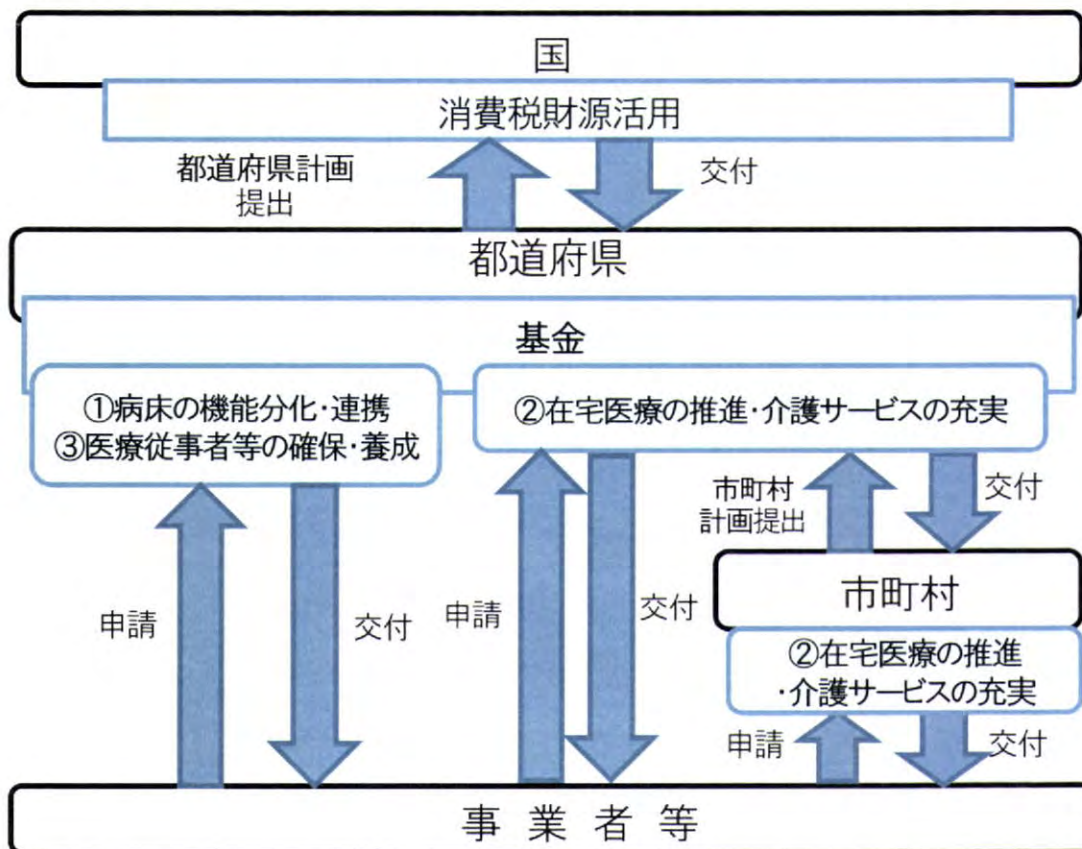 国
消費税財源活用
都道府県計画
提出
交付
都道府県
基金
①病床の機能分化・連携
③医療従事者等の確保・養成
②在宅医療の推進・介護サービスの充実
市町村
計画提出
交付
市町村
申請
交付
申請
交付
②在宅医療の推進
・介護サービスの充実
申請
交付
事業者等